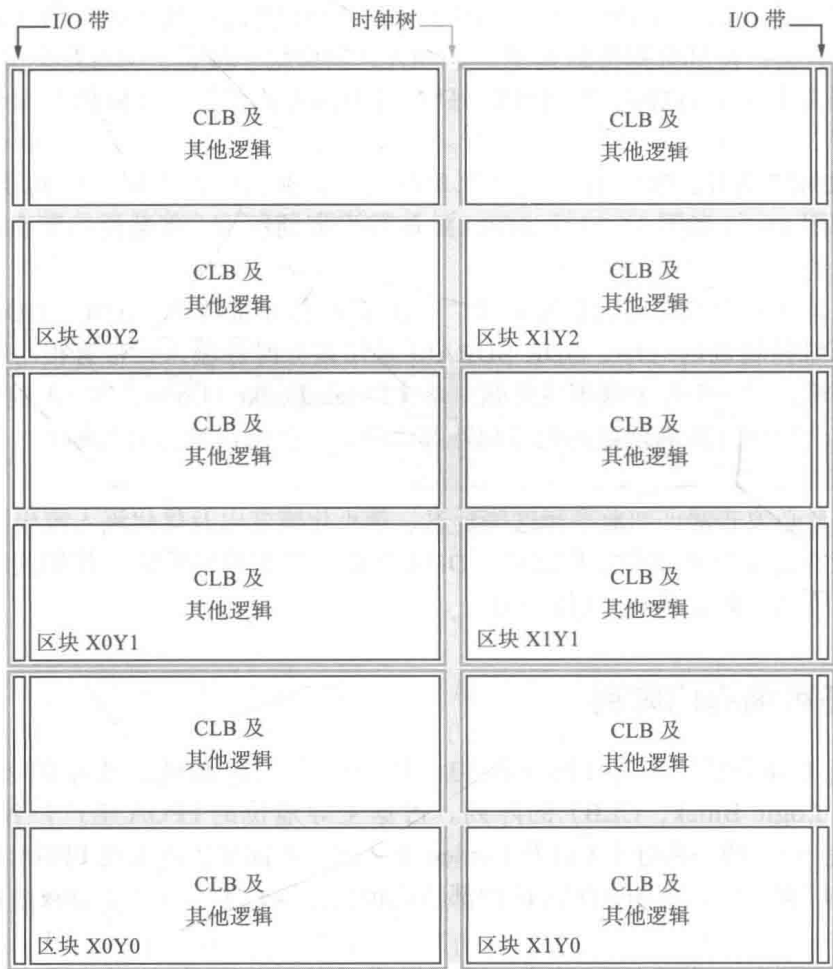 I/O 带 时钟树 I/O 带
CLB 及 CLB 及
其他逻辑 其他逻辑
CLB 及 CLB 及
其他逻辑 其他逻辑
区块 X0Y2 区块 X1Y2
CLB 及 CLB 及
其他逻辑 其他逻辑
CLB 及 CLB 及
其他逻辑 其他逻辑
区块 X0Y1 区块 X1Y1
CLB 及 CLB 及
其他逻辑 其他逻辑
CLB 及 CLB 及
其他逻辑 其他逻辑
区块 X0Y0 区块 X1Y0